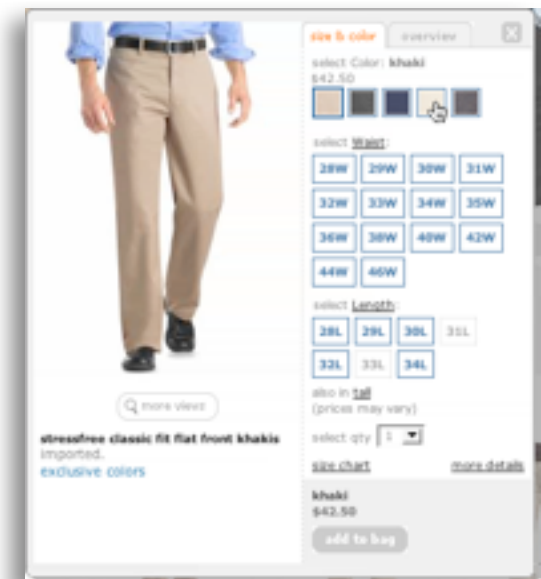 size & color
overview
select Color: khaki
$42.50
select Waist:
28W 29W 30W 31W
32W 33W 34W 35W
36W 38W 40W 42W
44W 46W
select Length:
28L 29L 30L 31L
32L 33L 34L
also in tall
(prices may vary)
select qty 1
size chart
more details
more views
stressfree classic fit flat front khakis
imported.
exclusive colors
khaki
$42.50
add to bag